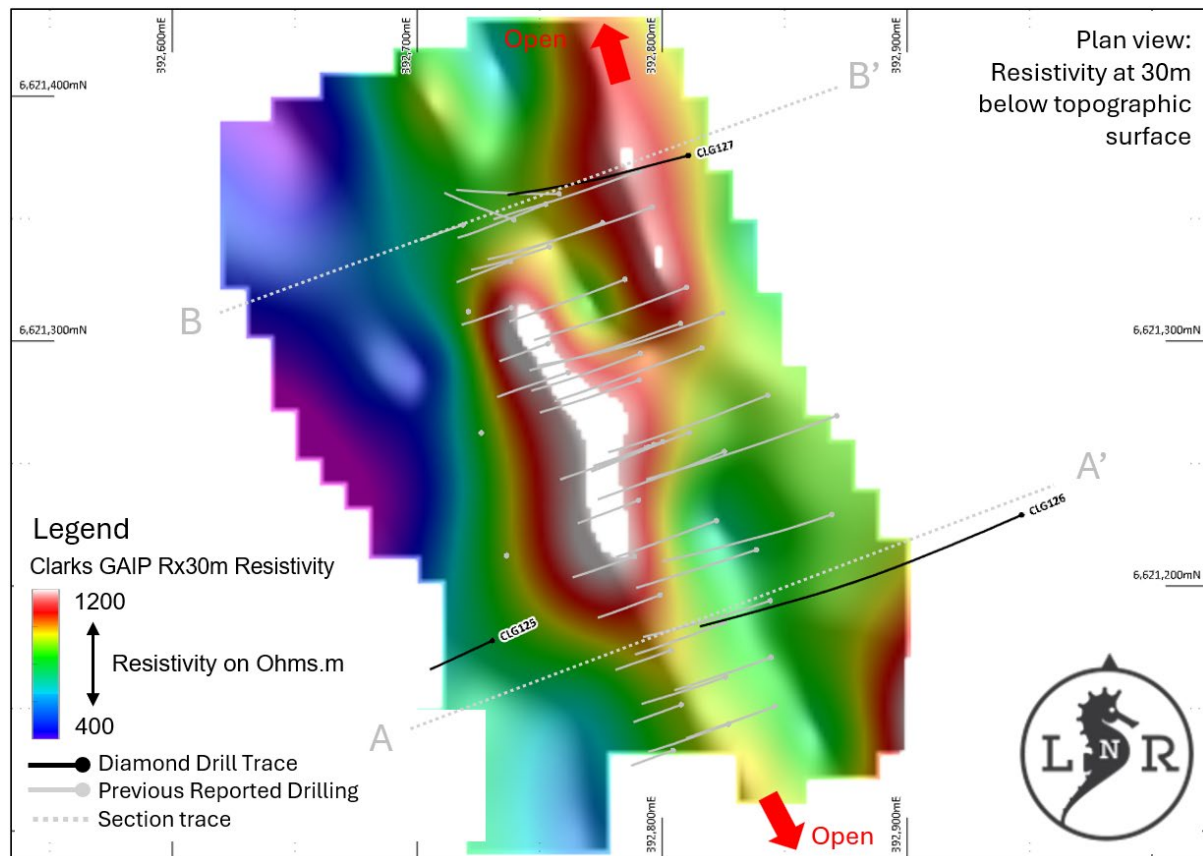 392,600mE
392,700mE
392,800mE
392,900mE
Open
Plan view:
Resistivity at 30m
below topographic
surface
6,621,400mN
B’
CLG127
B
6,621,300mN
6,621,300mN
A’
CLG126
Legend
Clarks GAIP Rx30m Resistivity
1200
Resistivity on Ohms.m
400
6,621,200mN
CLG125
A
Diamond Drill Trace
Previous Reported Drilling
Section trace
392,800mE
392,900mE
Open
L N R